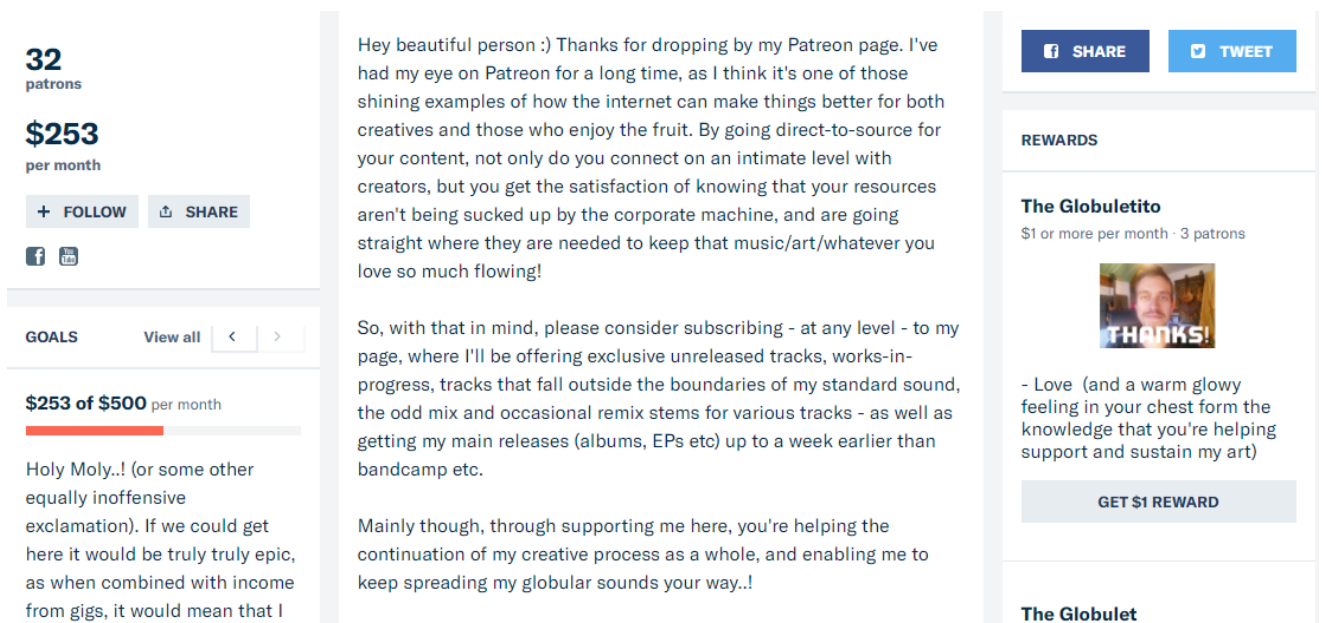 32
patrons
$253
per month
+ FOLLOW
SHARE
You
Tube
GOALS
View all
$253 of $500 per month
Holy Moly..! (or some other
equally inoffensive
exclamation). If we could get
here it would be truly truly epic,
as when combined with income
from gigs, it would mean that I
Hey beautiful person :) Thanks for dropping by my Patreon page. I've
had my eye on Patreon for a long time, as I think it's one of those
shining examples of how the internet can make things better for both
creatives and those who enjoy the fruit. By going direct-to-source for
your content, not only do you connect on an intimate level with
creators, but you get the satisfaction of knowing that your resources
aren't being sucked up by the corporate machine, and are going
straight where they are needed to keep that music/art/whatever you
love so much flowing!
So, with that in mind, please consider subscribing - at any level - to my
page, where I'll be offering exclusive unreleased tracks, works-in-
progress, tracks that fall outside the boundaries of my standard sound,
the odd mix and occasional remix stems for various tracks - as well as
getting my main releases (albums, EPs etc) up to a week earlier than
bandcamp etc.
Mainly though, through supporting me here, you're helping the
continuation of my creative process as a whole, and enabling me to
keep spreading my globular sounds your way..!
SHARE
TWEET
REWARDS
The Globuletito
$1 or more per month · 3 patrons
THANKS!
- Love  (and a warm glowy
feeling in your chest form the
knowledge that you're helping
support and sustain my art)
GET $1 REWARD
The Globulet